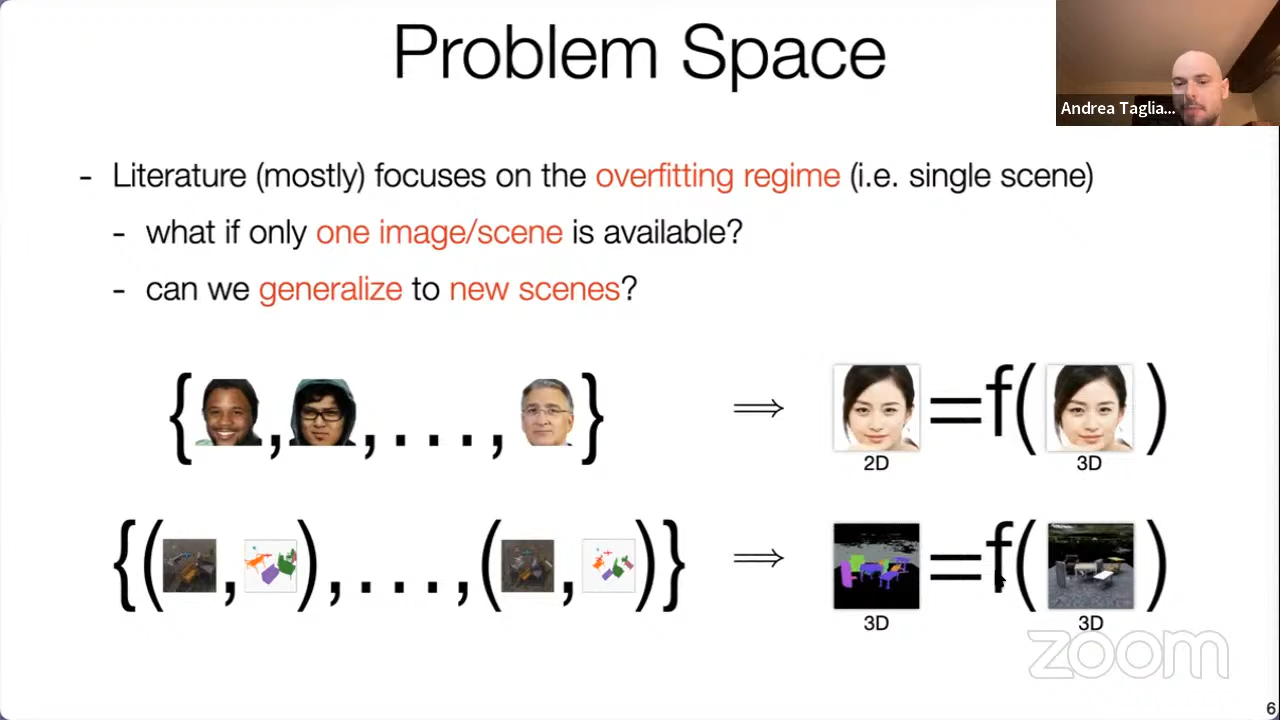 Problem Space
Andrea Taglia...
- Literature (mostly) focuses on the overfitting regime (i.e. single scene)
- what if only one image/scene is available?
- can we generalize to new scenes?
{ , , . . . , } ⟹ =f( )
2D 3D
{( , ), . . . , ( , )} ⟹ =f( )
3D 3D
zoom
6